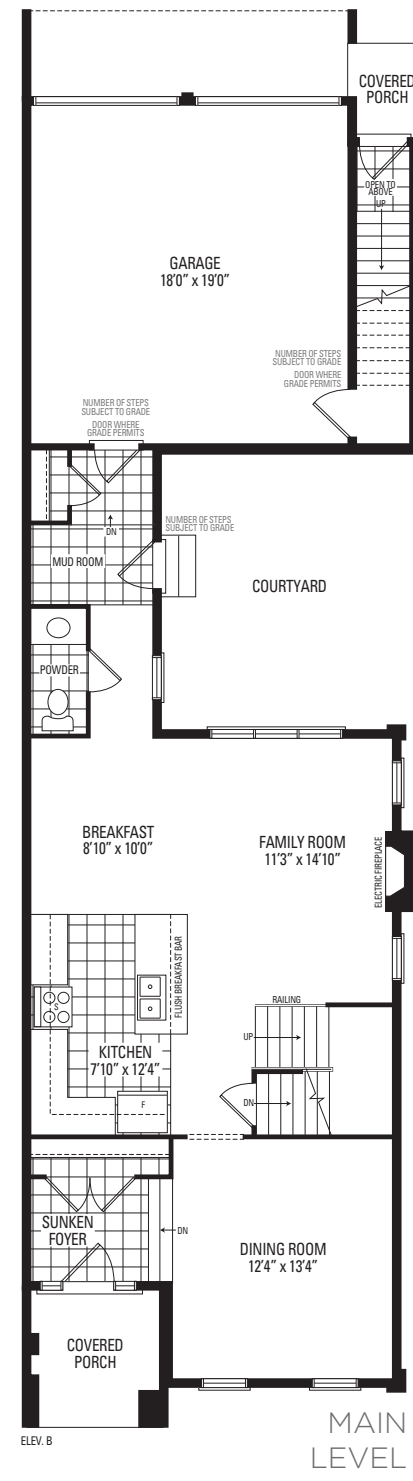 COVERED
PORCH
OPEN TO
ABOVE
UP
GARAGE
18'0" x 19'0"
NUMBER OF STEPS
SUBJECT TO GRADE
DOOR WHERE
GRADE PERMITS
NUMBER OF STEPS
SUBJECT TO GRADE
DOOR WHERE
GRADE PERMITS
DN
MUD ROOM
NUMBER OF STEPS
SUBJECT TO GRADE
COURTYARD
POWDER
BREAKFAST
8'10" x 10'0"
FAMILY ROOM
11'3" x 14'10"
ELECTRIC FIREPLACE
FLUSH BREAKFAST BAR
S
RAILING
UP
KITCHEN
7'10" x 12'4"
F
DN
SUNKEN
FOYER
DN
DINING ROOM
12'4" x 13'4"
COVERED
PORCH
ELEV. B
MAIN
LEVEL